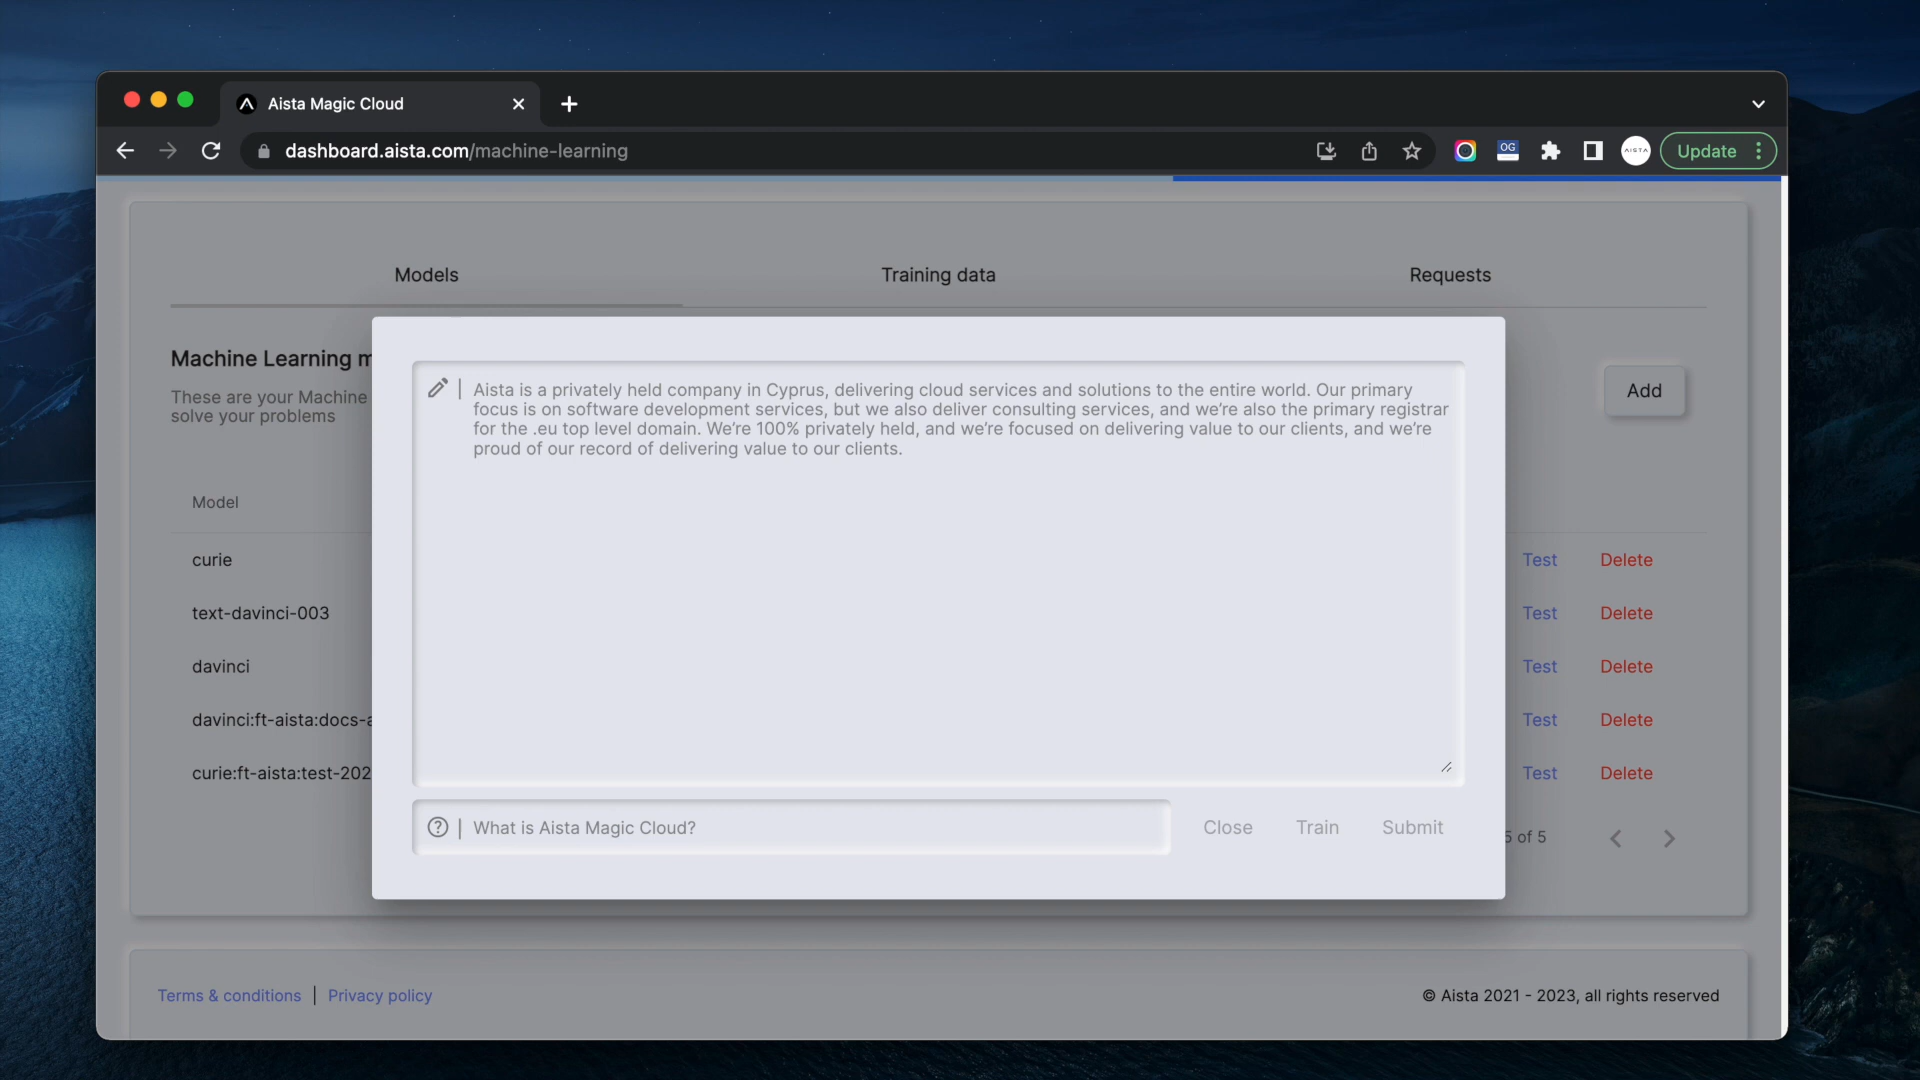 Aista Magic Cloud
dashboard.aista.com/machine-learning
OG
AISTA
Update
Models
Training data
Requests
Machine Learning m
These are your Machine
solve your problems
Add
Aista is a privately held company in Cyprus, delivering cloud services and solutions to the entire world. Our primary
focus is on software development services, but we also deliver consulting services, and we’re also the primary registrar
for the .eu top level domain. We’re 100% privately held, and we’re focused on delivering value to our clients, and we’re
proud of our record of delivering value to our clients.
Model
curie
Test
Delete
text-davinci-003
Test
Delete
davinci
Test
Delete
davinci:ft-aista:docs-a
Test
Delete
curie:ft-aista:test-202
Test
Delete
What is Aista Magic Cloud?
Close
Train
Submit
5 of 5
Terms & conditions | Privacy policy
© Aista 2021 - 2023, all rights reserved